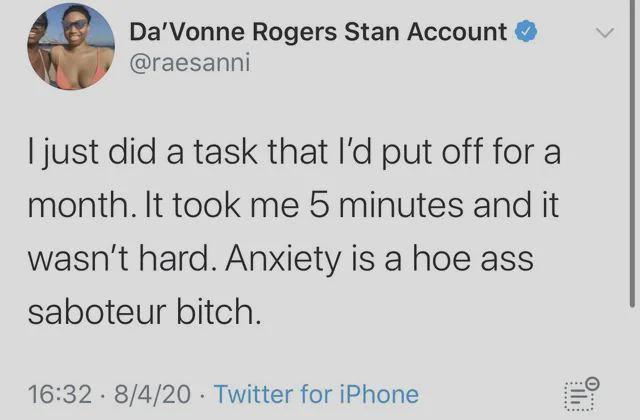 Da’Vonne Rogers Stan Account
@raesanni
I just did a task that I’d put off for a
month. It took me 5 minutes and it
wasn’t hard. Anxiety is a hoe ass
saboteur bitch.
16:32 · 8/4/20 · Twitter for iPhone